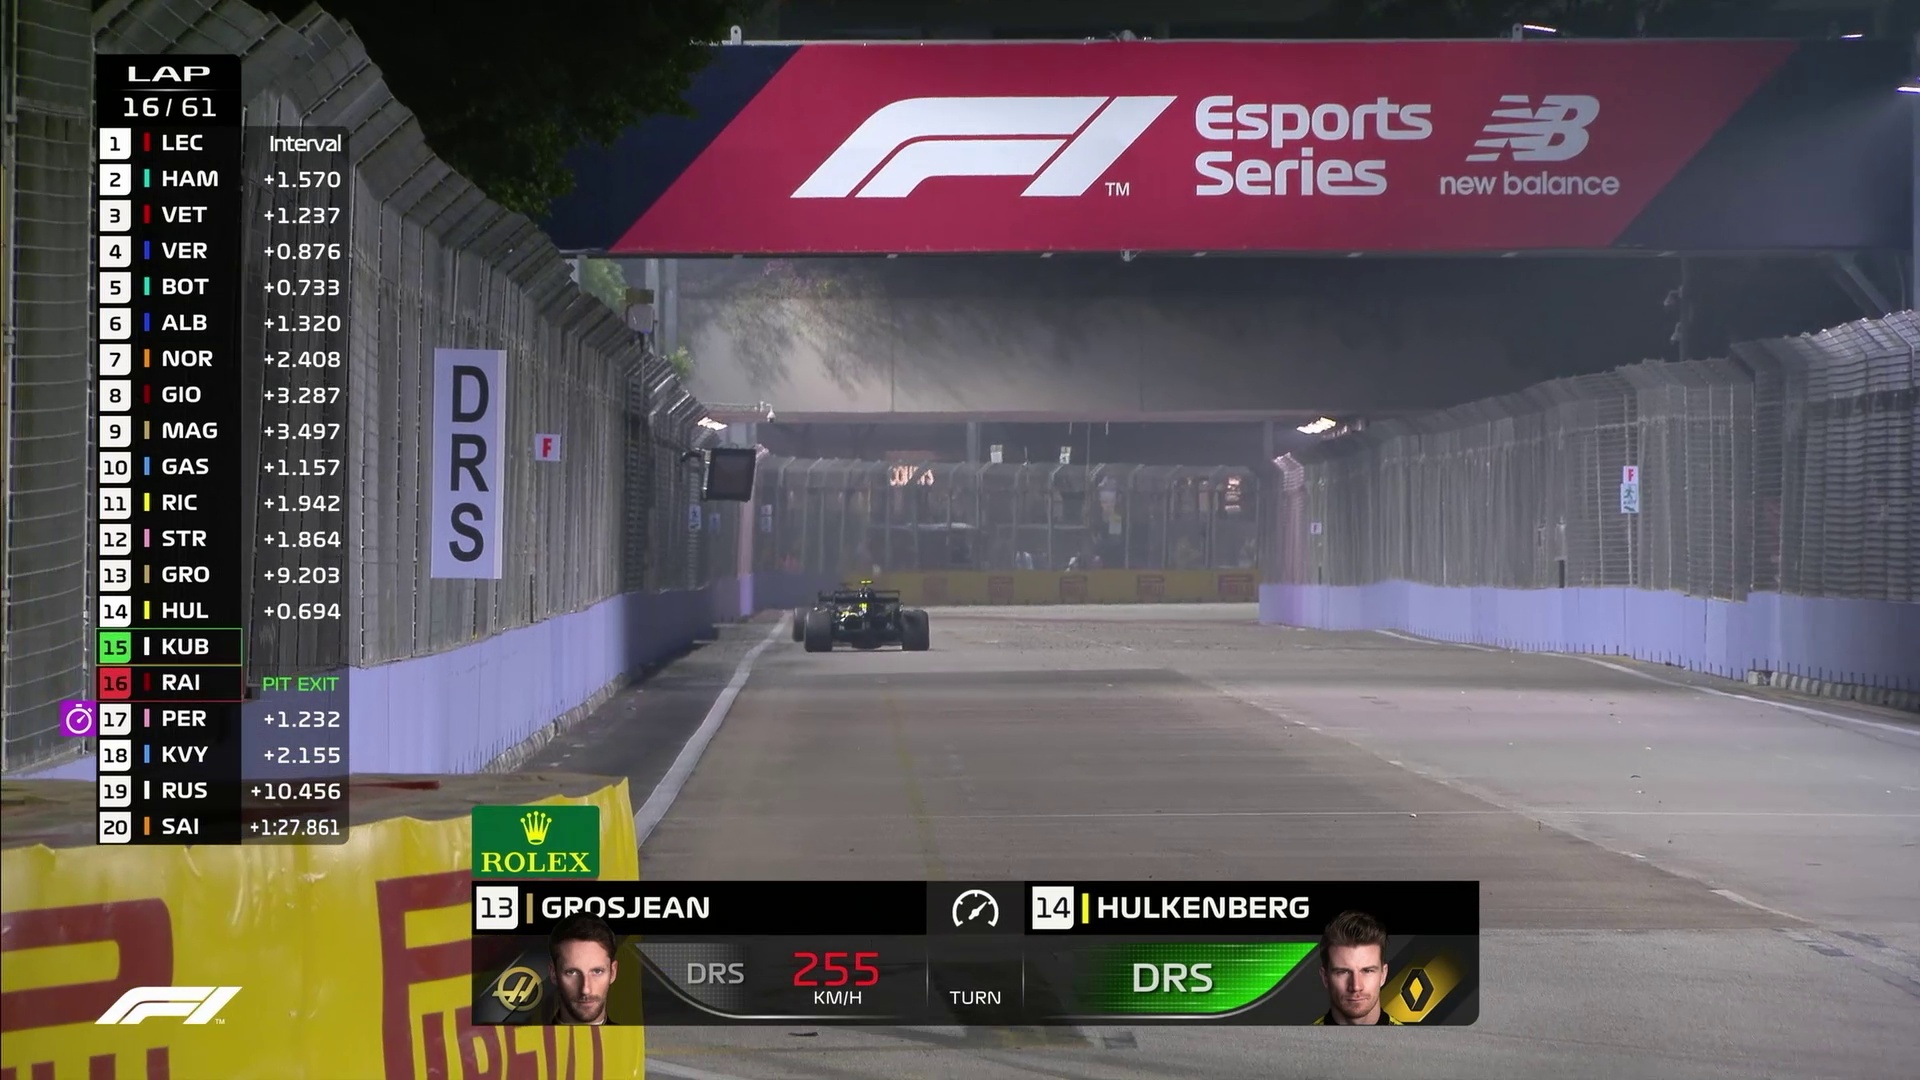 LAP
16/61
1 LEC Interval
2 HAM +1.570
3 VET +1.237
4 VER +0.876
5 BOT +0.733
6 ALB +1.320
7 NOR +2.408
8 GIO +3.287
9 MAG +3.497
10 GAS +1.157
11 RIC +1.942
12 STR +1.864
13 GRO +9.203
14 HUL +0.694
15 KUB
16 RAI PIT EXIT
17 PER +1.232
18 KVY +2.155
19 RUS +10.456
20 SAI +1:27.861
F1 TM
Esports
Series
NB
new balance
DRS
F
F
ROLEX
13 GROSJEAN
14 HULKENBERG
DRS 255
KM/H
TURN
DRS
F1 TM